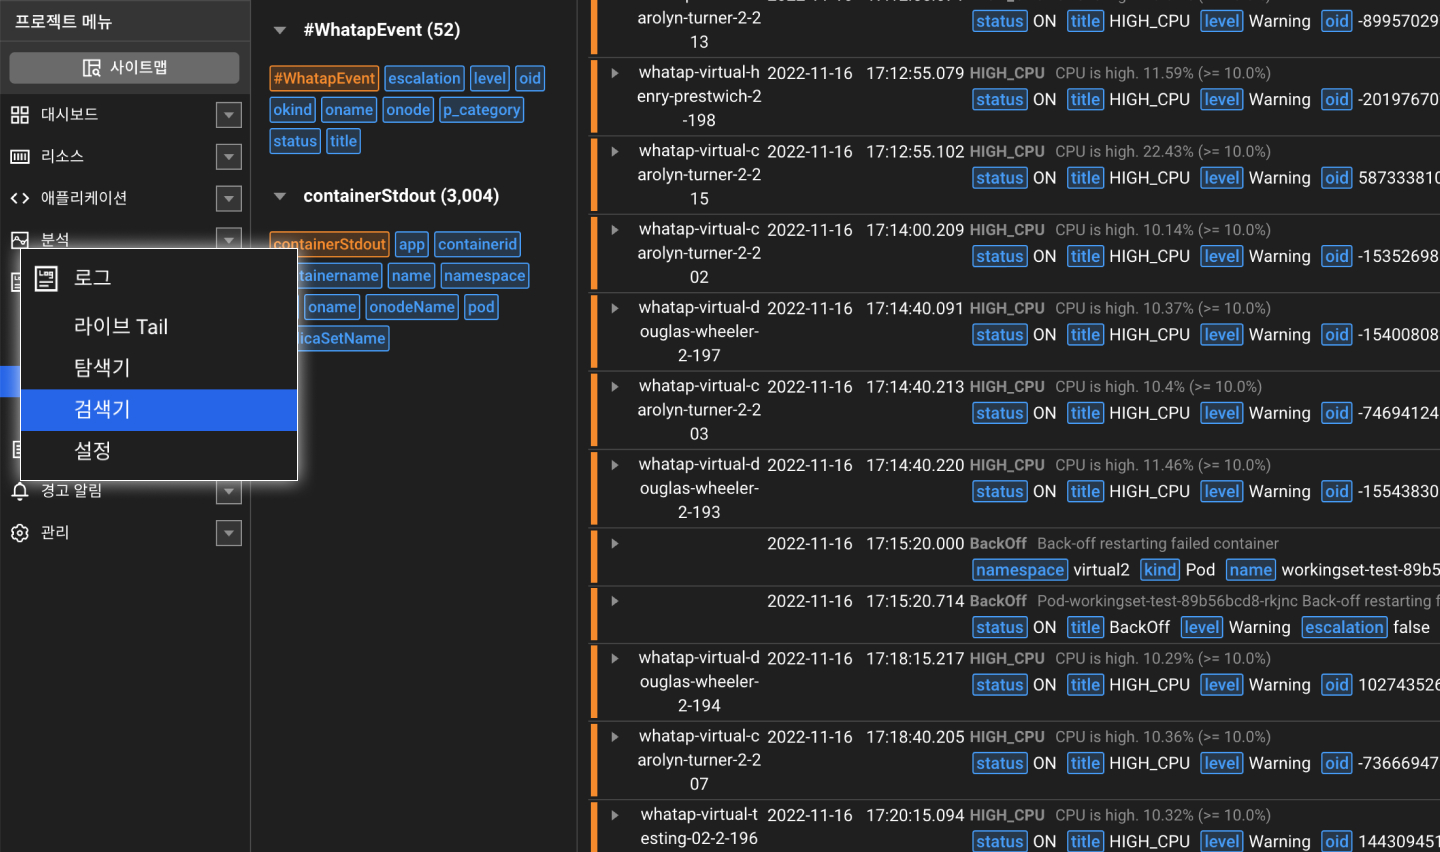 프로젝트 메뉴
사이트맵
대시보드
리소스
애플리케이션
분석
로그
라이브 Tail
탐색기
검색기
설정
경고 알림
관리
#WhatapEvent (52)
#WhatapEvent escalation level oid
okind oname onode p_category
status title
containerStdout (3,004)
containerStdout app containerid
tainername name namespace
oname onodeName pod
licaSetName
arolyn-turner-2-2
13
status ON title HIGH_CPU level Warning oid -89957029
whatap-virtual-h
enry-prestwich-2
-198
2022-11-16 17:12:55.079 HIGH_CPU CPU is high. 11.59% (>= 10.0%)
status ON title HIGH_CPU level Warning oid -20197670
whatap-virtual-c
arolyn-turner-2-2
15
2022-11-16 17:12:55.102 HIGH_CPU CPU is high. 22.43% (>= 10.0%)
status ON title HIGH_CPU level Warning oid 587333810
whatap-virtual-c
arolyn-turner-2-2
02
2022-11-16 17:14:00.209 HIGH_CPU CPU is high. 10.14% (>= 10.0%)
status ON title HIGH_CPU level Warning oid -15352698
whatap-virtual-d
ouglas-wheeler-
2-197
2022-11-16 17:14:40.091 HIGH_CPU CPU is high. 10.37% (>= 10.0%)
status ON title HIGH_CPU level Warning oid -15400808
whatap-virtual-c
arolyn-turner-2-2
03
2022-11-16 17:14:40.213 HIGH_CPU CPU is high. 10.4% (>= 10.0%)
status ON title HIGH_CPU level Warning oid -74694124
whatap-virtual-d
ouglas-wheeler-
2-193
2022-11-16 17:14:40.220 HIGH_CPU CPU is high. 11.46% (>= 10.0%)
status ON title HIGH_CPU level Warning oid -15543830
2022-11-16 17:15:20.000 BackOff Back-off restarting failed container
namespace virtual2 kind Pod name workingset-test-89b5
2022-11-16 17:15:20.714 BackOff Pod-workingset-test-89b56bcd8-rkjnc Back-off restarting f
status ON title BackOff level Warning escalation false
whatap-virtual-d
ouglas-wheeler-
2-194
2022-11-16 17:18:15.217 HIGH_CPU CPU is high. 10.29% (>= 10.0%)
status ON title HIGH_CPU level Warning oid 102743526
whatap-virtual-c
arolyn-turner-2-2
07
2022-11-16 17:18:40.205 HIGH_CPU CPU is high. 10.36% (>= 10.0%)
status ON title HIGH_CPU level Warning oid -73666947
whatap-virtual-t
esting-02-2-196
2022-11-16 17:20:15.094 HIGH_CPU CPU is high. 10.32% (>= 10.0%)
status ON title HIGH_CPU level Warning oid 144309451